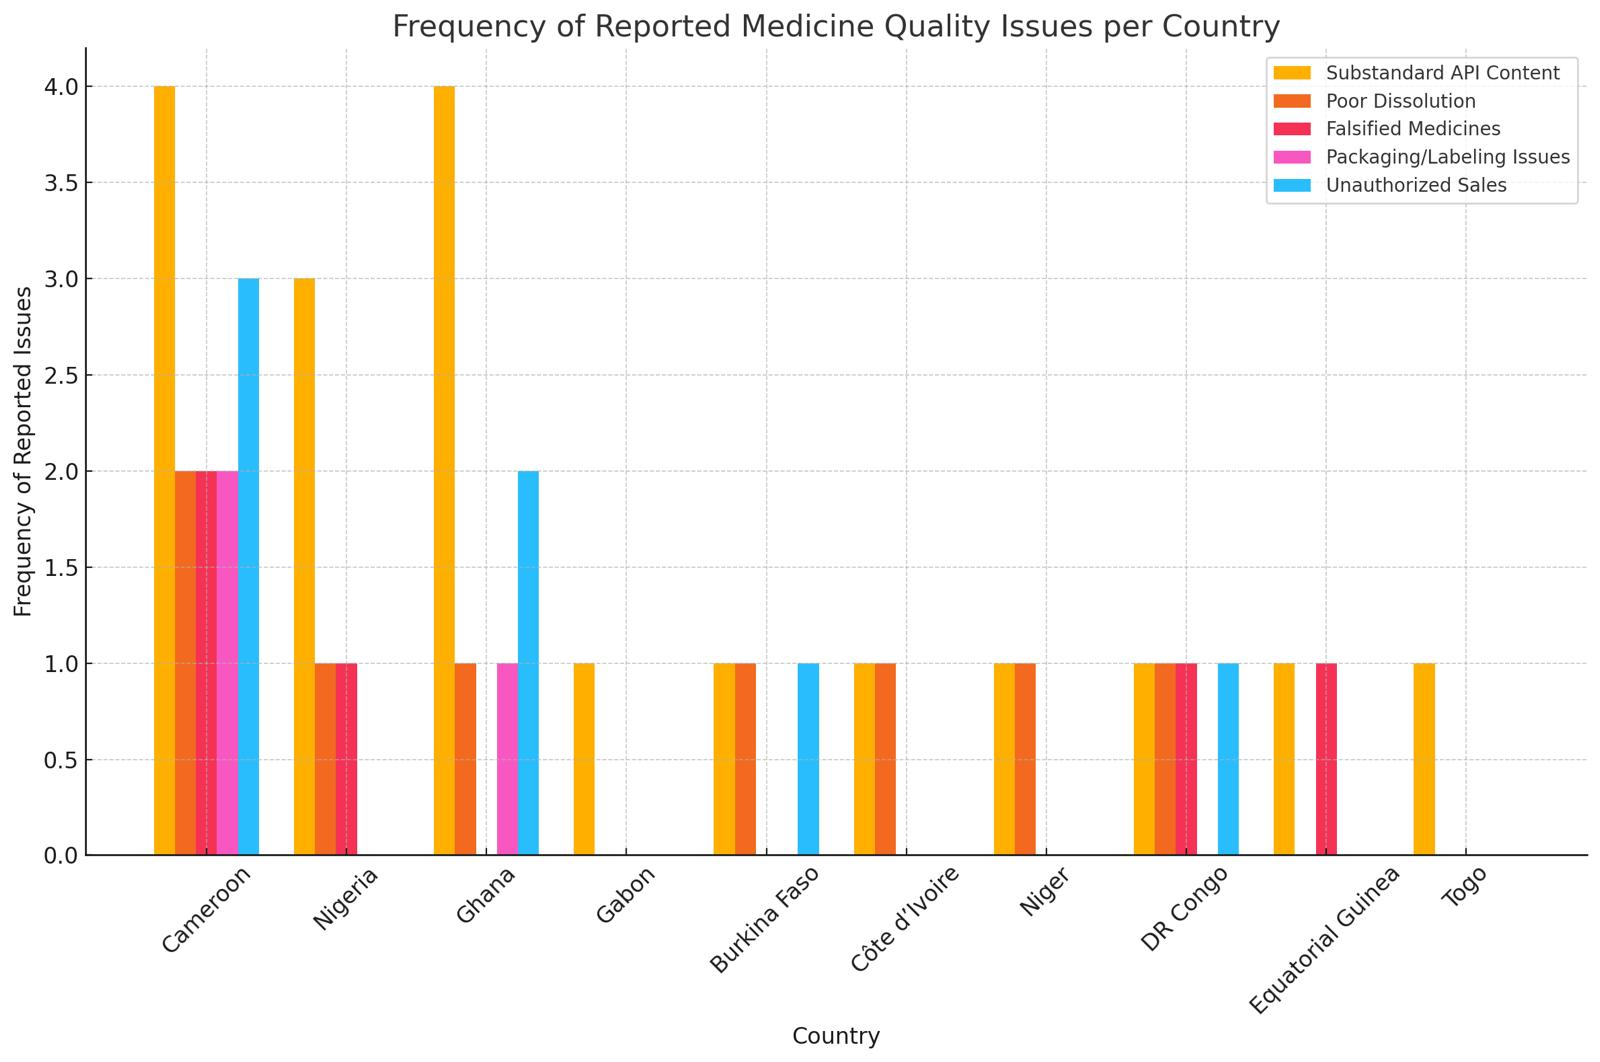 Frequency of Reported Medicine Quality Issues per Country
Substandard API Content
Poor Dissolution
Falsified Medicines
Packaging/Labeling Issues
Unauthorized Sales
Frequency of Reported Issues
4.0
3.5
3.0
2.5
2.0
1.5
1.0
0.5
0.0
Cameroon
Nigeria
Ghana
Gabon
Burkina Faso
Côte d’Ivoire
Niger
DR Congo
Equatorial Guinea
Togo
Country